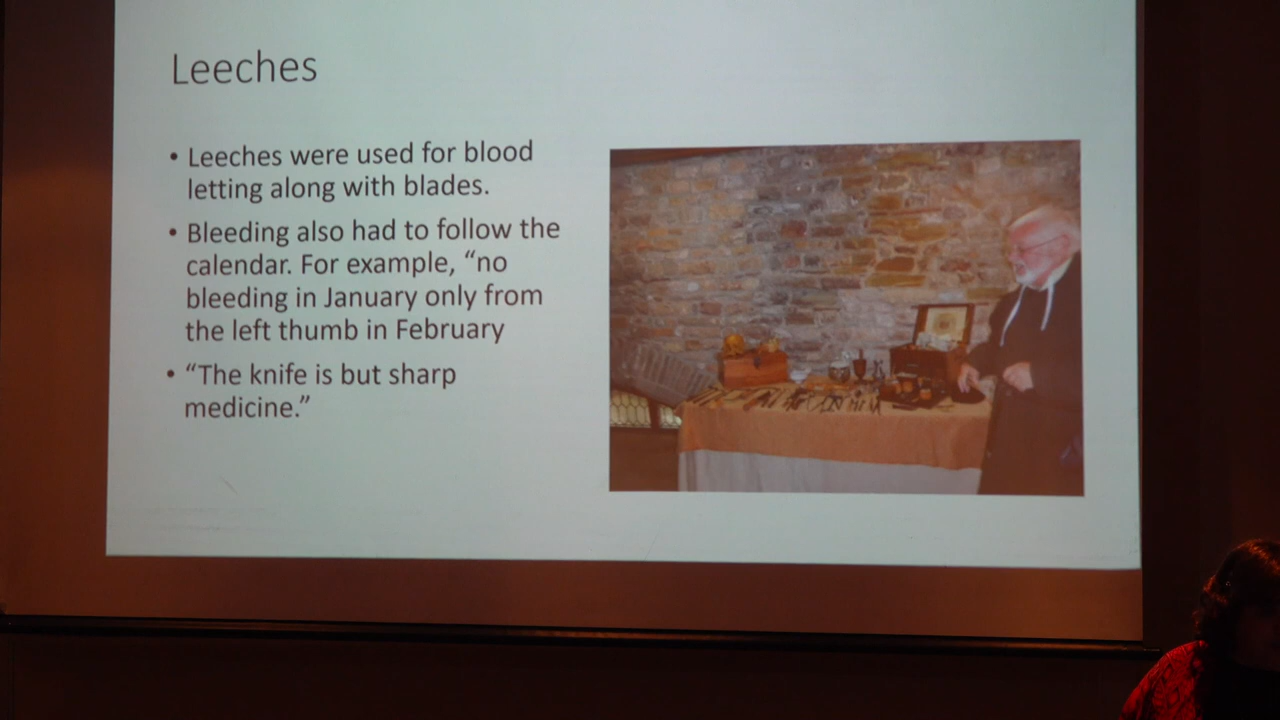 Leeches
• Leeches were used for blood
letting along with blades.
• Bleeding also had to follow the
calendar. For example, “no
bleeding in January only from
the left thumb in February
• “The knife is but sharp
medicine.”